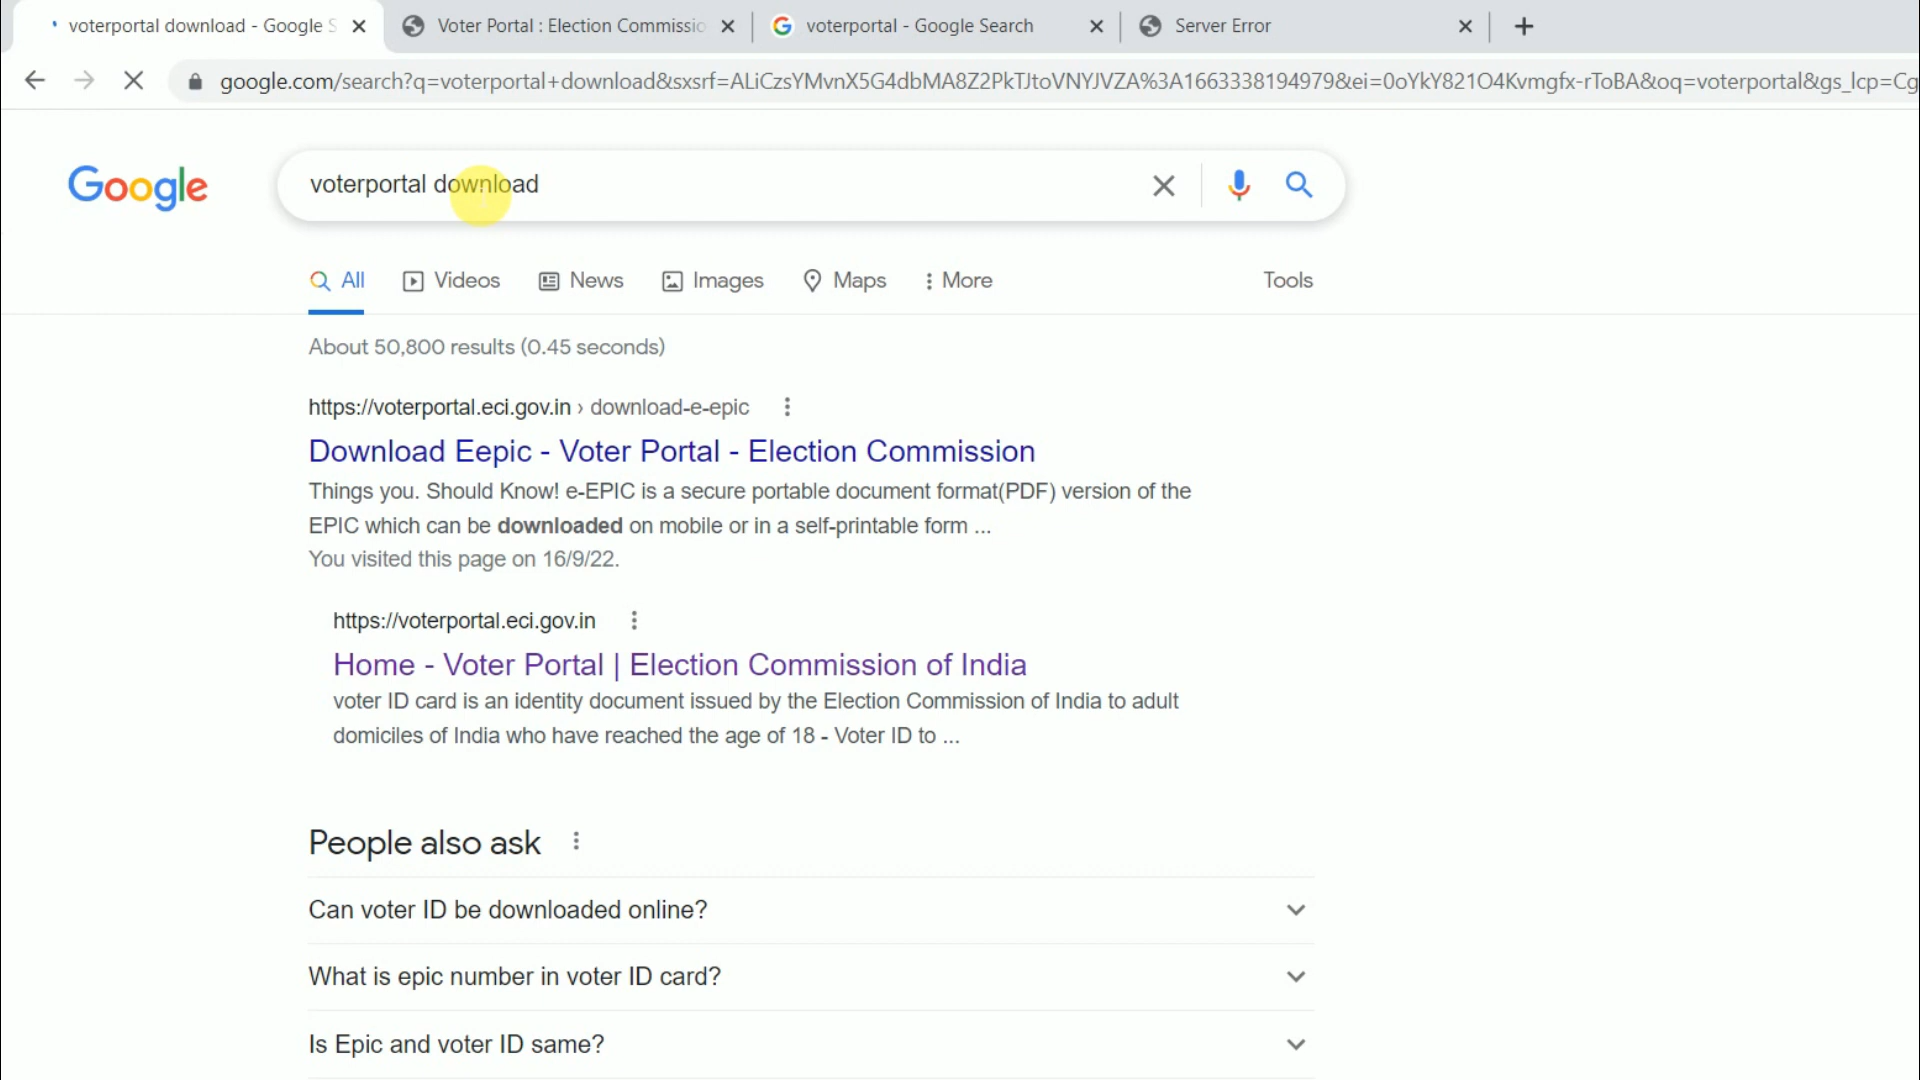 voterportal download - Google S
Voter Portal : Election Commissio
voterportal - Google Search
Server Error
google.com/search?q=voterportal+download&sxsrf=ALiCzsYMvnX5G4dbMA8Z2PkTJtoVNYJVZA%3A1663338194979&ei=0oYkY821O4Kvmgfx-rToBA&oq=voterportal&gs_lcp=Cg
Google
voterportal download
All
Videos
News
Images
Maps
More
Tools
About 50,800 results (0.45 seconds)
https://voterportal.eci.gov.in › download-e-epic
Download Eepic - Voter Portal - Election Commission
Things you. Should Know! e-EPIC is a secure portable document format(PDF) version of the
EPIC which can be downloaded on mobile or in a self-printable form ...
You visited this page on 16/9/22.
https://voterportal.eci.gov.in
Home - Voter Portal | Election Commission of India
voter ID card is an identity document issued by the Election Commission of India to adult
domiciles of India who have reached the age of 18 - Voter ID to ...
People also ask
Can voter ID be downloaded online?
What is epic number in voter ID card?
Is Epic and voter ID same?